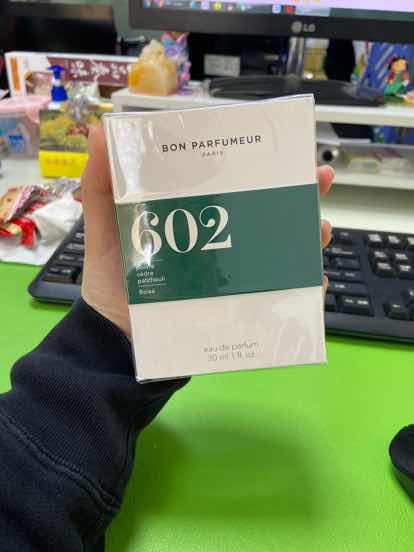 LG
BON PARFUMEUR
PARIS
602
cèdre
patchouli
Boisé
eau de parfum
30 ml 1 fl. oz